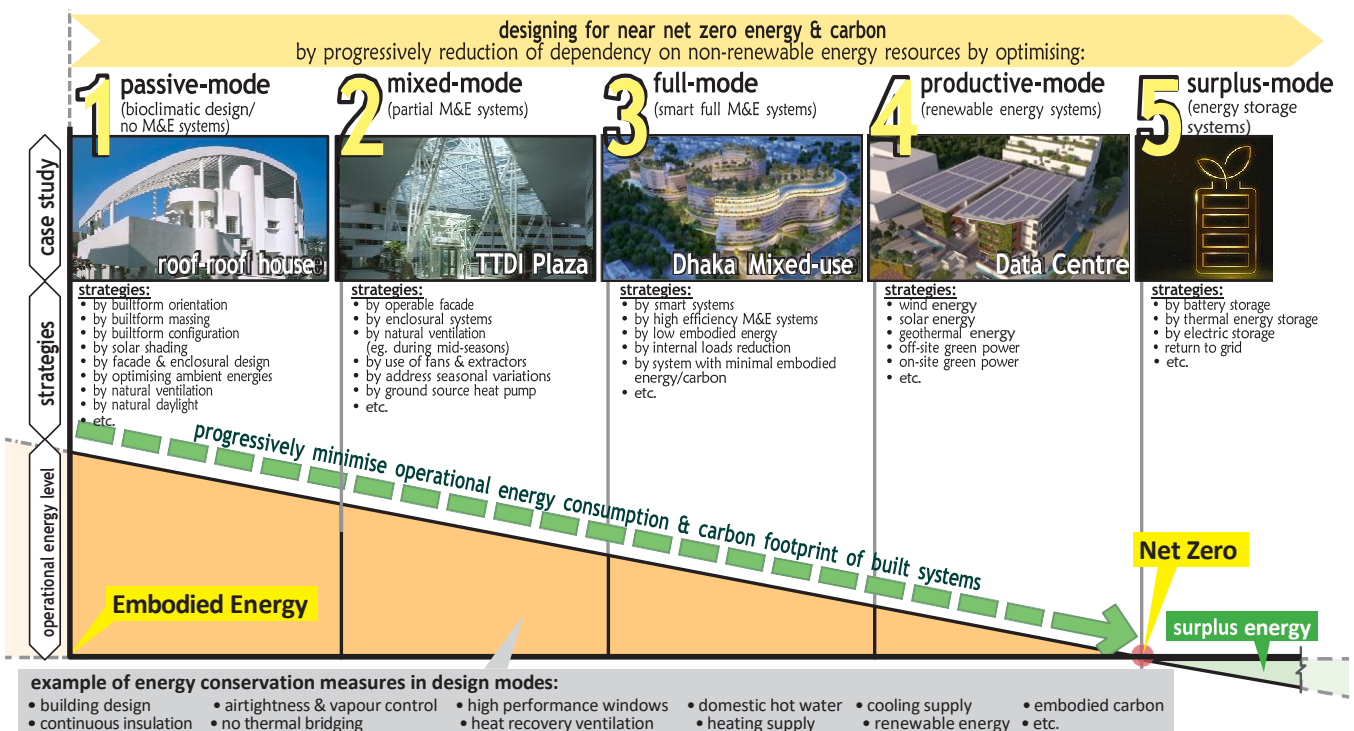 designing for near net zero energy & carbon
by progressively reduction of dependency on non-renewable energy resources by optimising:
1
passive-mode
(bioclimatic design/
no M&E systems)
2
mixed-mode
(partial M&E systems)
3
full-mode
(smart full M&E systems)
4
productive-mode
(renewable energy systems)
5
surplus-mode
(energy storage
systems)
case study
roof-roof house
TTDI Plaza
Dhaka Mixed-use
Data Centre
strategies
strategies:
• by builtform orientation
• by builtform massing
• by builtform configuration
• by solar shading
• by facade & enclosural design
• by optimising ambient energies
• by natural ventilation
• by natural daylight
• etc.
strategies:
• by operable facade
• by enclosural systems
• by natural ventilation
(eg. during mid-seasons)
• by use of fans & extractors
• by address seasonal variations
• by ground source heat pump
• etc.
strategies:
• by smart systems
• by high efficiency M&E systems
• by low embodied energy
• by internal loads reduction
• by system with minimal embodied
energy/carbon
• etc.
strategies:
• wind energy
• solar energy
• geothermal energy
• off-site green power
• on-site green power
• etc.
strategies:
• by battery storage
• by thermal energy storage
• by electric storage
• return to grid
• etc.
operational energy level
progressively minimise operational energy consumption & carbon footprint of built systems
Embodied Energy
Net Zero
surplus energy
example of energy conservation measures in design modes:
• building design • airtightness & vapour control • high performance windows • domestic hot water • cooling supply • embodied carbon
• continuous insulation • no thermal bridging • heat recovery ventilation • heating supply • renewable energy • etc.